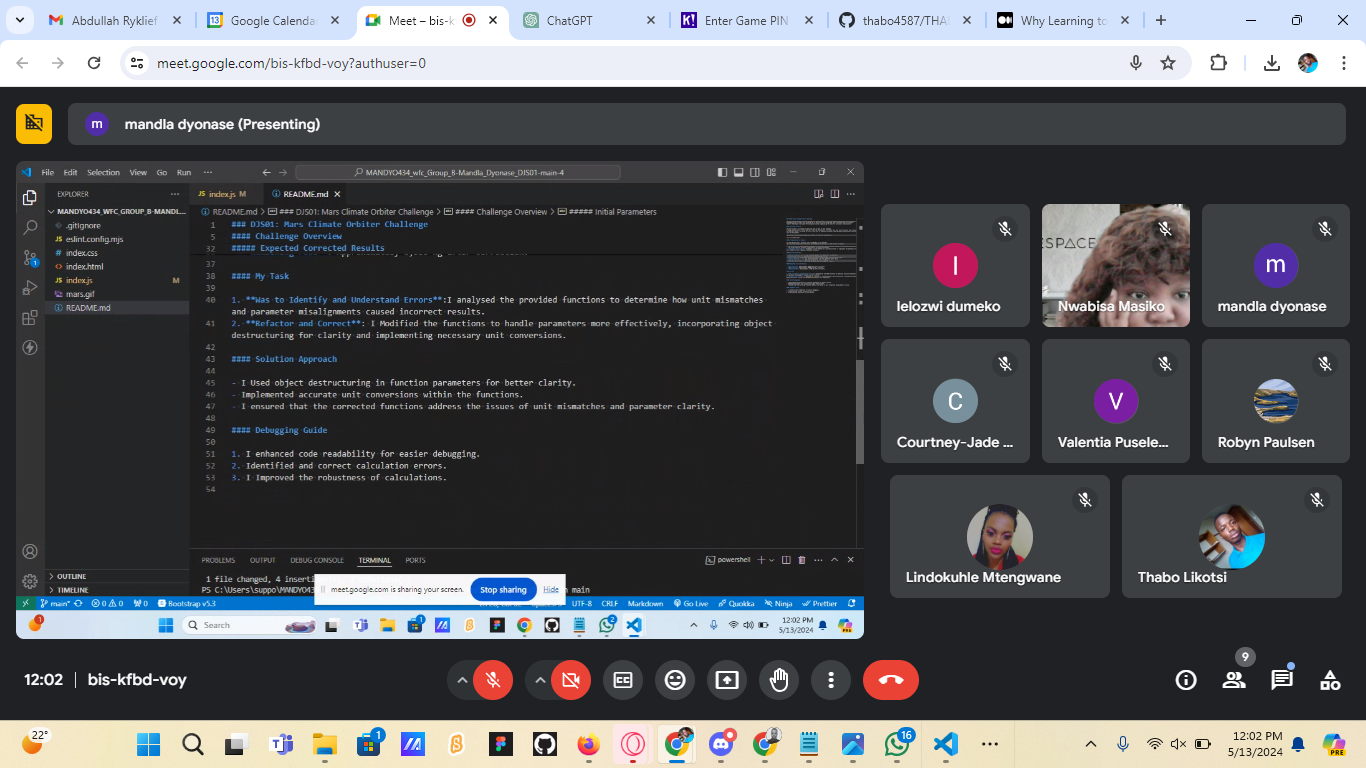 Abdullah Ryklief
Google Calenda
Meet – bis-k
ChatGPT
Enter Game PIN
thabo4587/THA
Why Learning to
meet.google.com/bis-kfbd-voy?authuser=0
m
mandla dyonase (Presenting)
File Edit Selection View Go Run ...
MANDYO434_wfc_Group_B-Mandla_Dyonase_DJS01-main-4
EXPLORER
JS index.js M
README.md
MANDYO434_WFC_GROUP_B-MANDL...
README.md > ### DJS01: Mars Climate Orbiter Challenge > #### Challenge Overview > ##### Initial Parameters
.gitignore
eslint.config.mjs
# index.css
index.html
JS index.js M
mars.gif
README.md
1 ### DJS01: Mars Climate Orbiter Challenge
5 #### Challenge Overview
32 ##### Expected Corrected Results
37
38 #### My Task
39
40 1. **Was to Identify and Understand Errors**:I analysed the provided functions to determine how unit mismatches
and parameter misalignments caused incorrect results.
41 2. **Refactor and Correct**: I Modified the functions to handle parameters more effectively, incorporating object
destructuring for clarity and implementing necessary unit conversions.
42
43 #### Solution Approach
44
45 - I Used object destructuring in function parameters for better clarity.
46 - Implemented accurate unit conversions within the functions.
47 - I ensured that the corrected functions address the issues of unit mismatches and parameter clarity.
48
49 #### Debugging Guide
50
51 1. I enhanced code readability for easier debugging.
52 2. Identified and correct calculation errors.
53 3. I Improved the robustness of calculations.
54
OUTLINE
TIMELINE
PROBLEMS OUTPUT DEBUG CONSOLE TERMINAL PORTS
powershell
1 file changed, 4 inserti
PS C:\Users\suppo\MANDYO43
main
meet.google.com is sharing your screen.
Stop sharing
Hide
main*
0 0
0
Bootstrap v5.3
UTF-8 CRLF Markdown Go Live Quokka Ninja Prettier
1
Search
12:02 PM
5/13/2024
l
lelozwi dumeko
ESPACE
Nwabisa Masiko
m
mandla dyonase
C
Courtney-Jade ...
V
Valentia Pusele...
Robyn Paulsen
Lindokuhle Mtengwane
Thabo Likotsi
12:02 | bis-kfbd-voy
9
22°
1
16
12:02 PM
5/13/2024
PRE